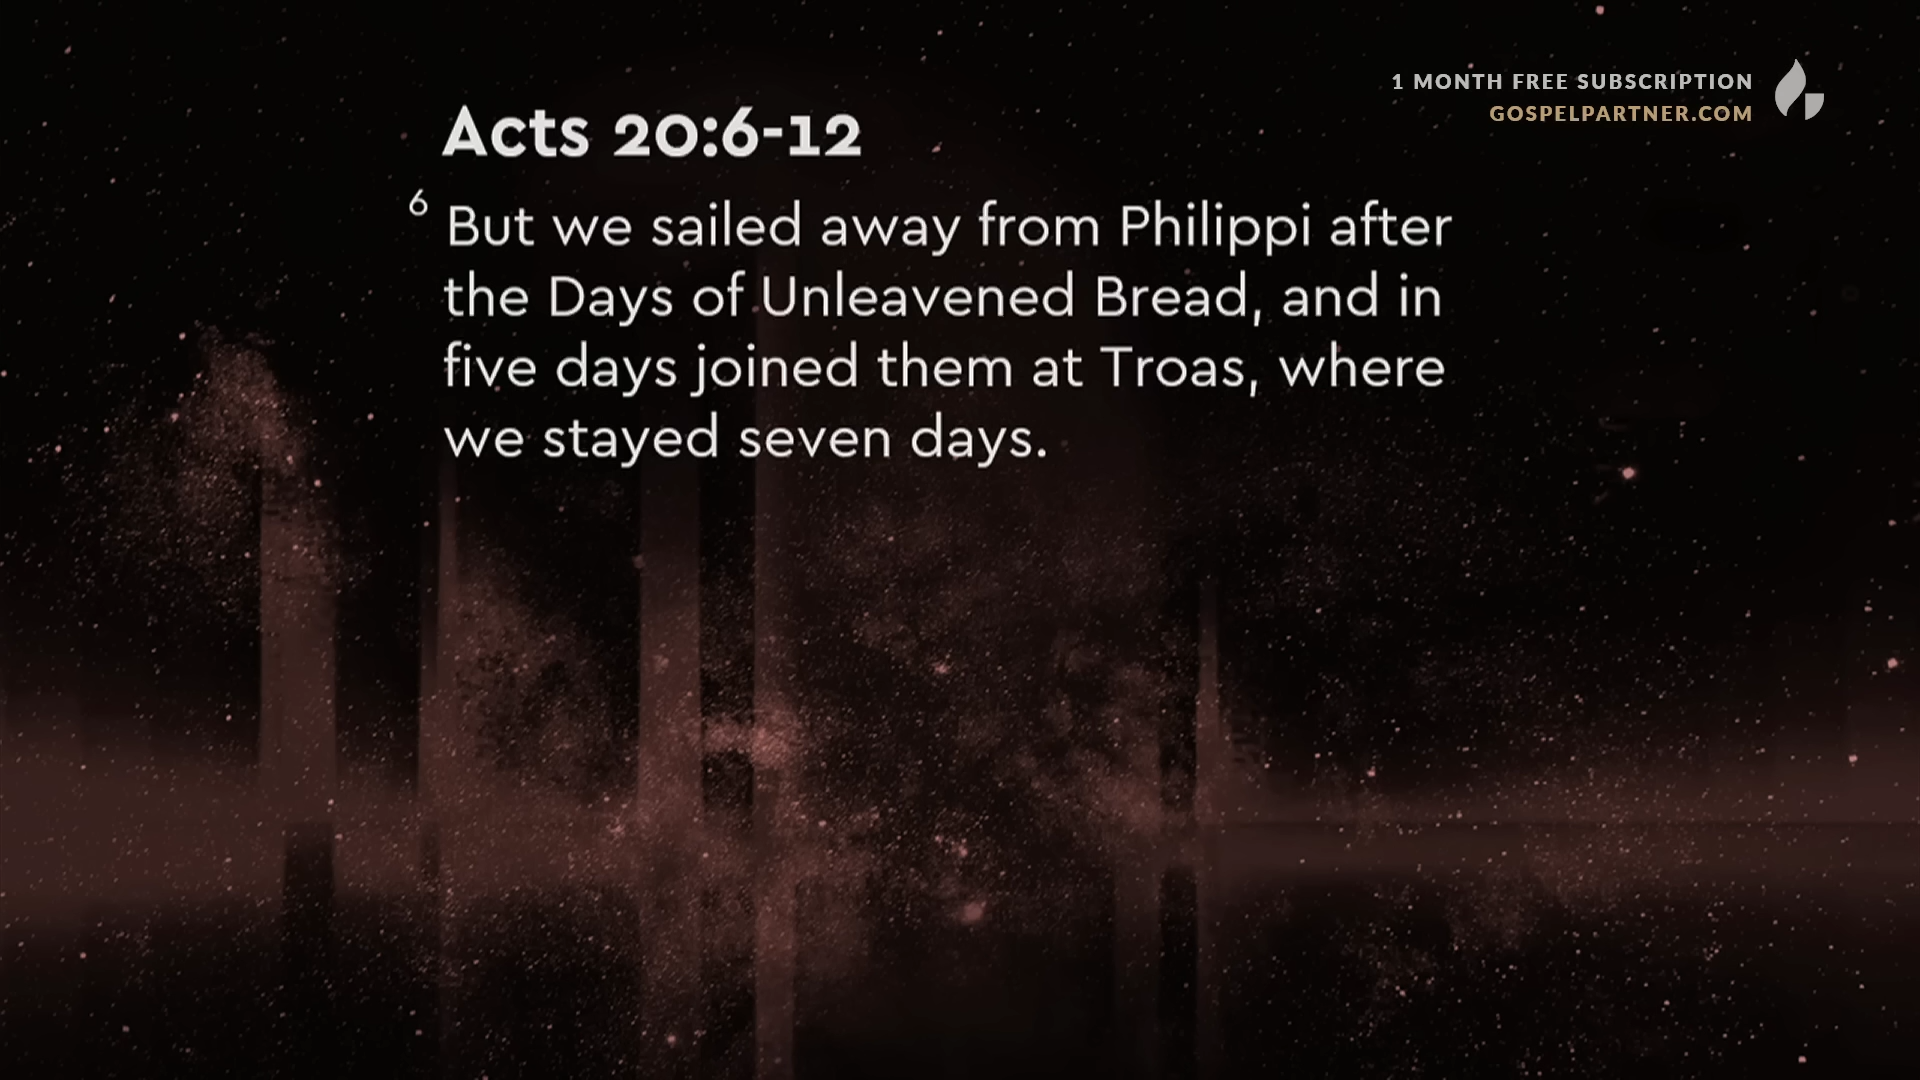 1 MONTH FREE SUBSCRIPTION
GOSPELPARTNER.COM
Acts 20:6-12
6 But we sailed away from Philippi after
the Days of Unleavened Bread, and in
five days joined them at Troas, where
we stayed seven days.